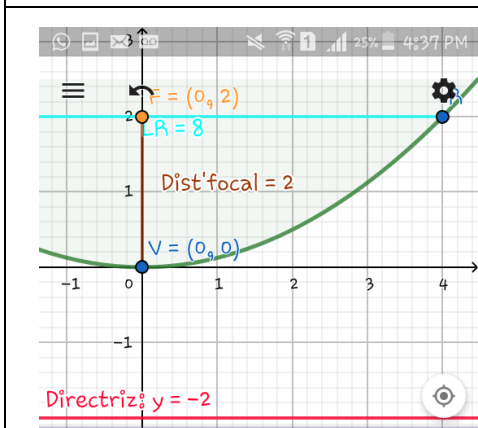 3
25% 4:37 PM
F = (0, 2)
2
LR = 8
1
Dist'focal = 2
V = (0, 0)
−1 0 1 2 3 4
−1
Directriz: y = −2